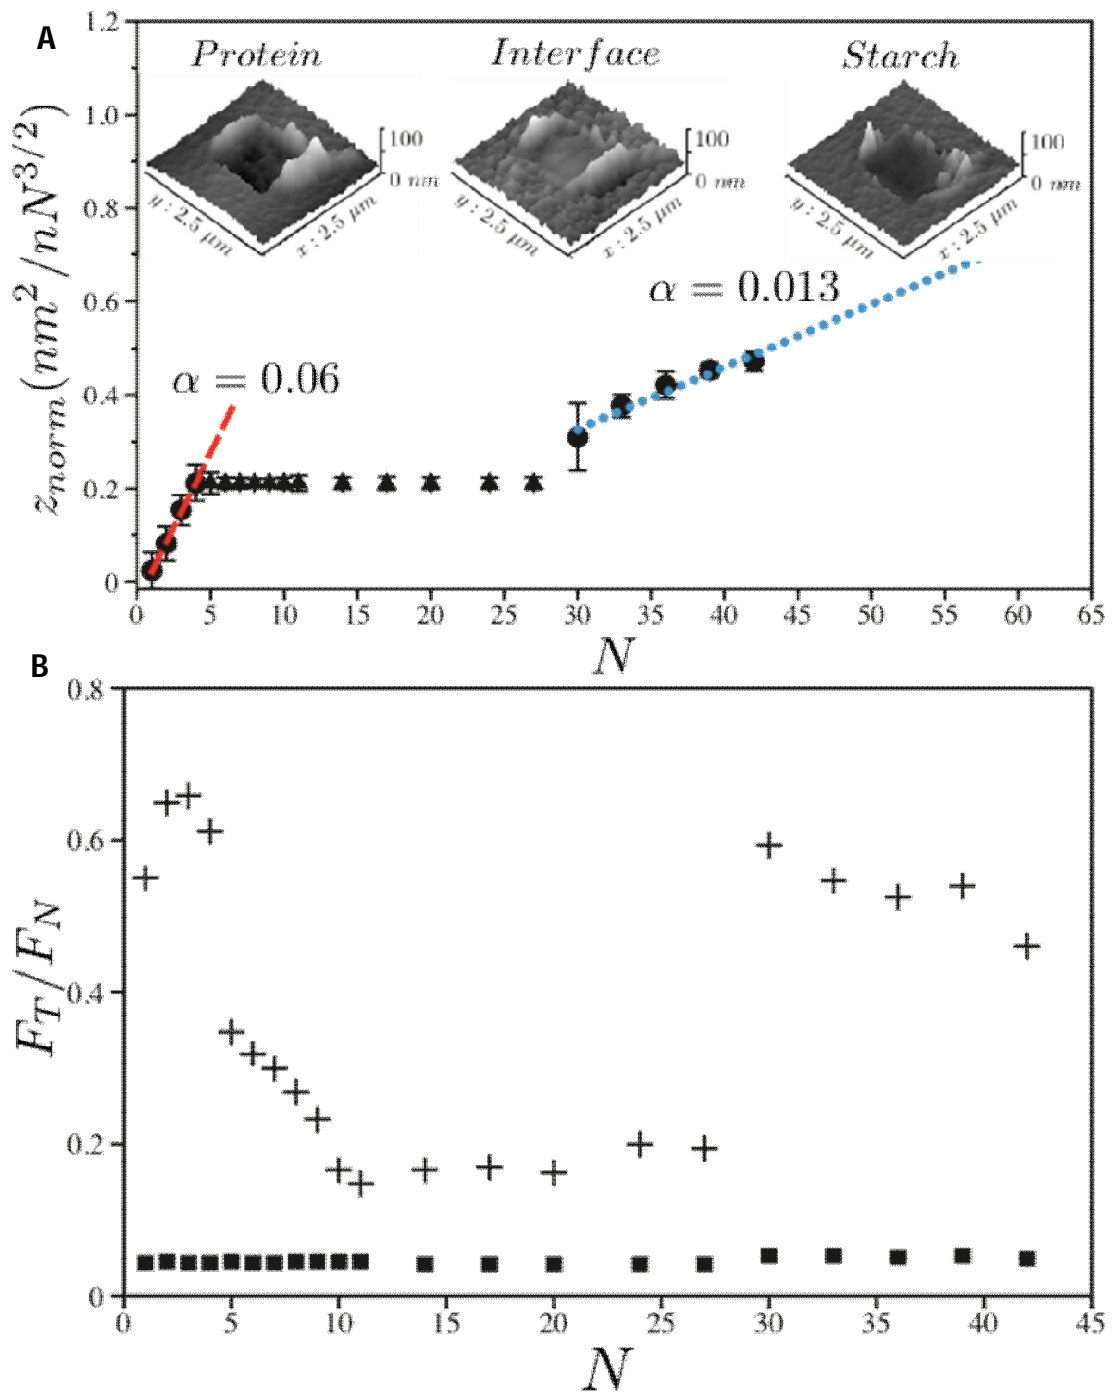 A
1.2
Protein Interface Starch
1.0
100 100 100
0 nm 0 nm 0 nm
y : 2.5 μm x : 2.5 μm y : 2.5 μm x : 2.5 μm y : 2.5 μm x : 2.5 μm
0.8
z_norm(nm²/nN^3/2)
0.6
α = 0.013
0.4
α = 0.06
0.2
0
0 5 10 15 20 25 30 35 40 45 50 55 60 65
N
B
0.8
0.6
F_T/F_N
0.4
0.2
0
0 5 10 15 20 25 30 35 40 45
N